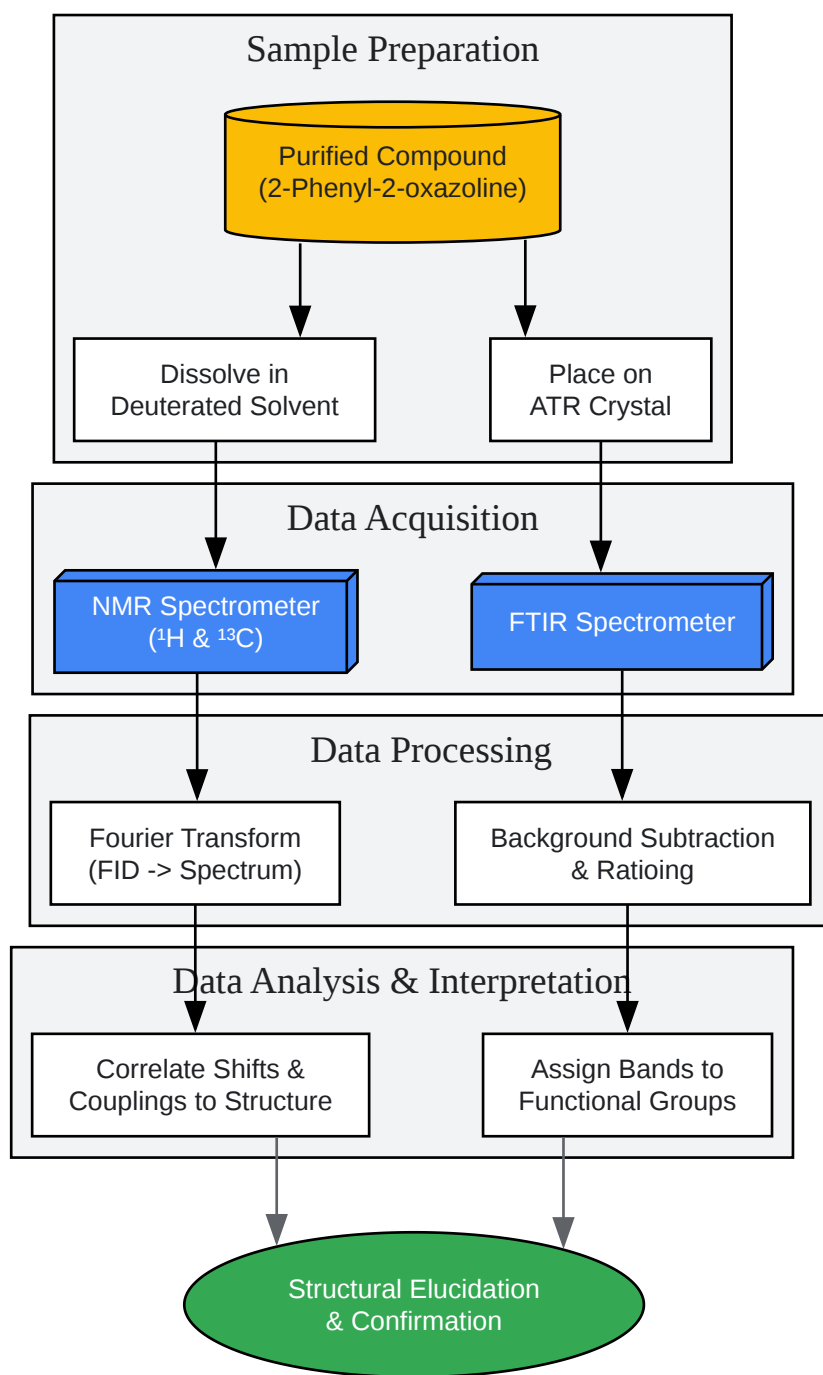 Sample Preparation
Purified Compound
(2-Phenyl-2-oxazoline)
Dissolve in
Deuterated Solvent
Place on
ATR Crystal
Data Acquisition
NMR Spectrometer
(¹H & ¹³C)
FTIR Spectrometer
Data Processing
Fourier Transform
(FID -> Spectrum)
Background Subtraction
& Ratioing
Data Analysis & Interpretation
Correlate Shifts &
Couplings to Structure
Assign Bands to
Functional Groups
Structural Elucidation
& Confirmation